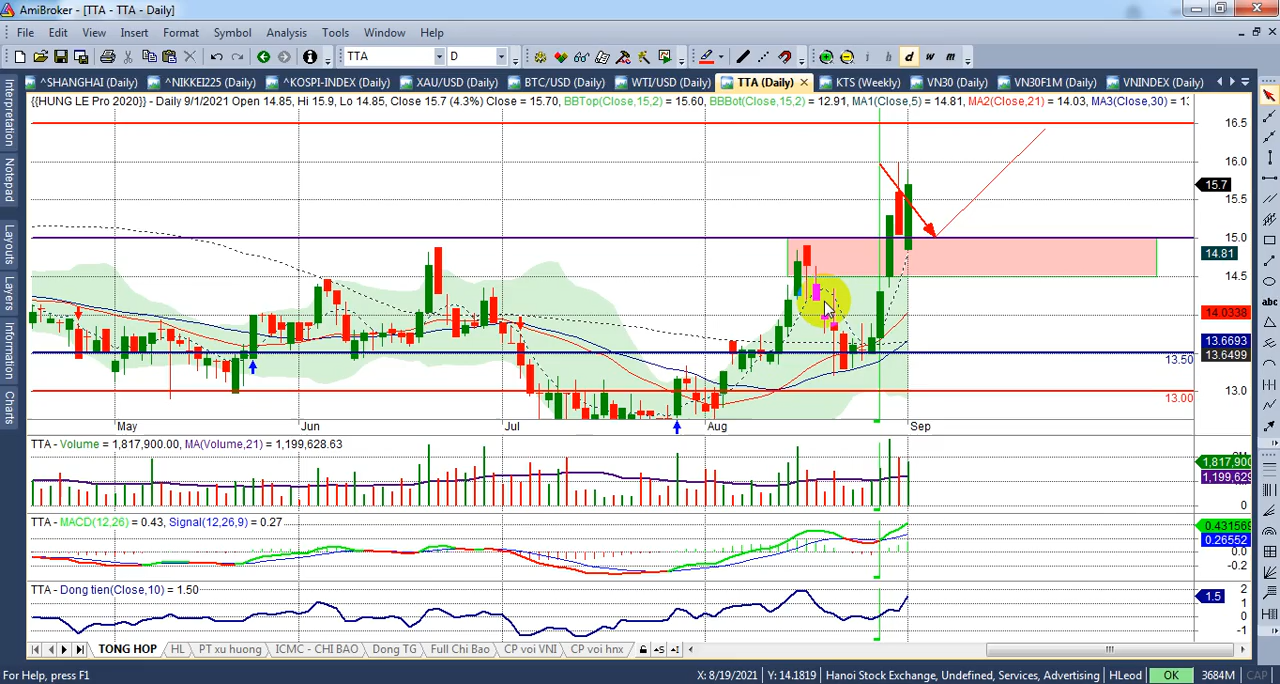 AmiBroker - [TTA - TTA - Daily]
File Edit View Insert Format Symbol Analysis Tools Window Help
TTA D d w m
^SHANGHAI (Daily) ^NIKKEI225 (Daily) ^KOSPI-INDEX (Daily) XAU/USD (Daily) BTC/USD (Daily) WTI/USD (Daily) TTA (Daily) KTS (Weekly) VN30 (Daily) VN30F1M (Daily) VNINDEX (Daily)
{{HUNG LE Pro 2020}} - Daily 9/1/2021 Open 14.85, Hi 15.9, Lo 14.85, Close 15.7 (4.3%) Close = 15.70, BBTop(Close,15,2) = 15.60, BBBot(Close,15,2) = 12.91, MA1(Close,5) = 14.81, MA2(Close,21) = 14.03, MA3(Close,30) =
Interpretation
Notepad
Layouts
Layers
Information
Charts
abc
16.5
16.0
15.7
15.5
15.0
14.81
14.5
14.0338
13.6693
13.6499
13.50
13.0
13.00
May Jun Jul Aug Sep
TTA - Volume = 1,817,900.00, MA(Volume,21) = 1,199,628.63
1,817,900
1,199,629
0
TTA - MACD(12,26) = 0.43, Signal(12,26,9) = 0.27
0.431569
0.26552
0.0
-0.2
TTA - Dong tien(Close,10) = 1.50
2
1.5
1
0
-1
TONG HOP HL PT xu huong ICMC - CHI BAO Dong TG Full Chi Bao CP voi VNI CP voi hnx
For Help, press F1 X: 8/19/2021 Y: 14.1819 Hanoi Stock Exchange, Undefined, Services, Advertising HLeod OK 3684M CAP